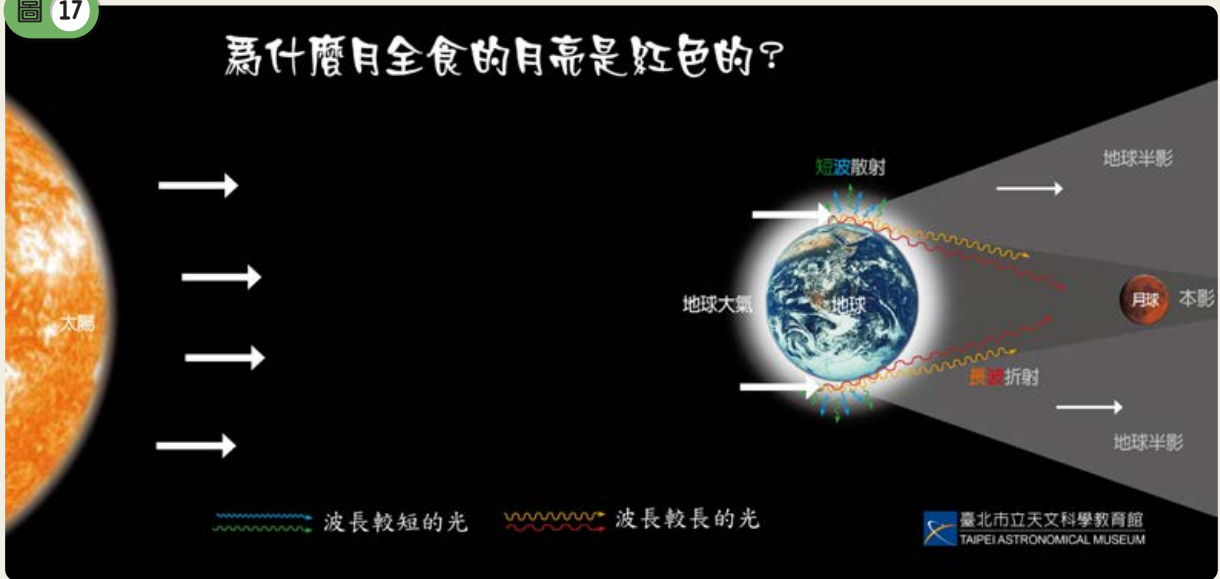 圖 17
為什麼月全食的月亮是紅色的?
地球半影
短波散射
地球大氣
地球
月球
本影
太陽
長波折射
地球半影
波長較短的光
波長較長的光
臺北市立天文科學教育館
TAIPEI ASTRONOMICAL MUSEUM